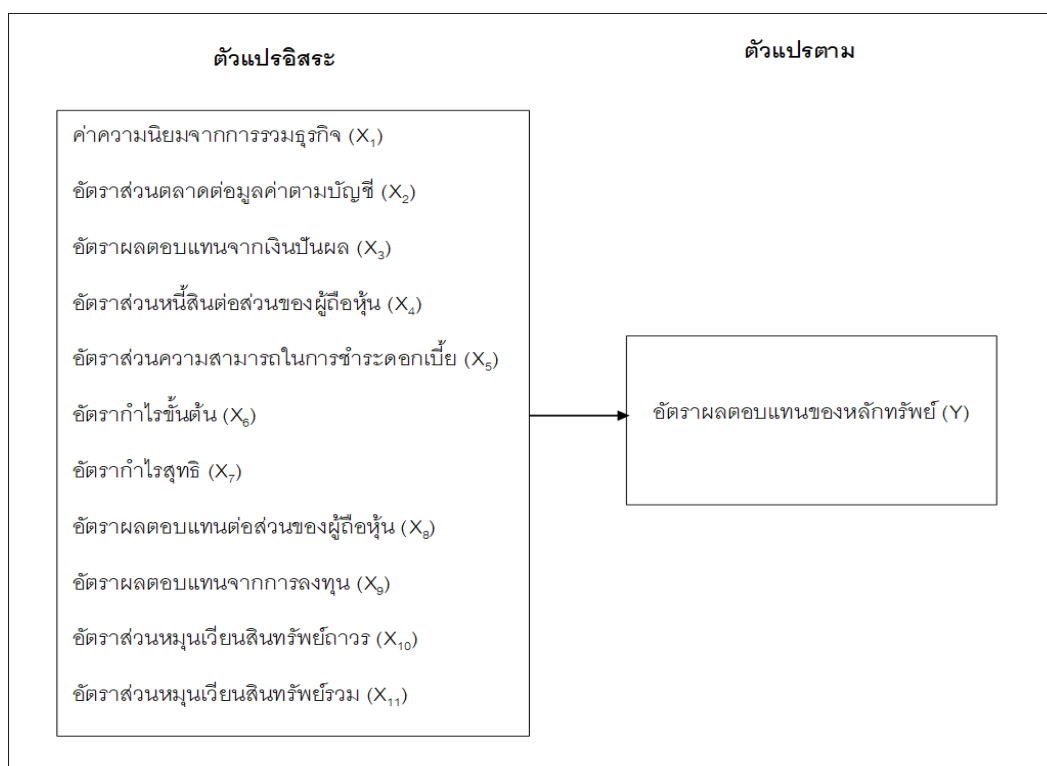 ตัวแปรอิสระ
ตัวแปรตาม
ค่าความนิยมจากการรวมธุรกิจ (X₁)
อัตราส่วนตลาดต่อมูลค่าตามบัญชี (X₂)
อัตราผลตอบแทนจากเงินปันผล (X₃)
อัตราส่วนหนี้สินต่อส่วนของผู้ถือหุ้น (X₄)
อัตราส่วนความสามารถในการชำระดอกเบี้ย (X₅)
อัตรากำไรขั้นต้น (X₆)
อัตรากำไรสุทธิ (X₇)
อัตราผลตอบแทนต่อส่วนของผู้ถือหุ้น (X₈)
อัตราผลตอบแทนจากการลงทุน (X₉)
อัตราส่วนหมุนเวียนสินทรัพย์ถาวร (X₁₀)
อัตราส่วนหมุนเวียนสินทรัพย์รวม (X₁₁)
อัตราผลตอบแทนของหลักทรัพย์ (Y)